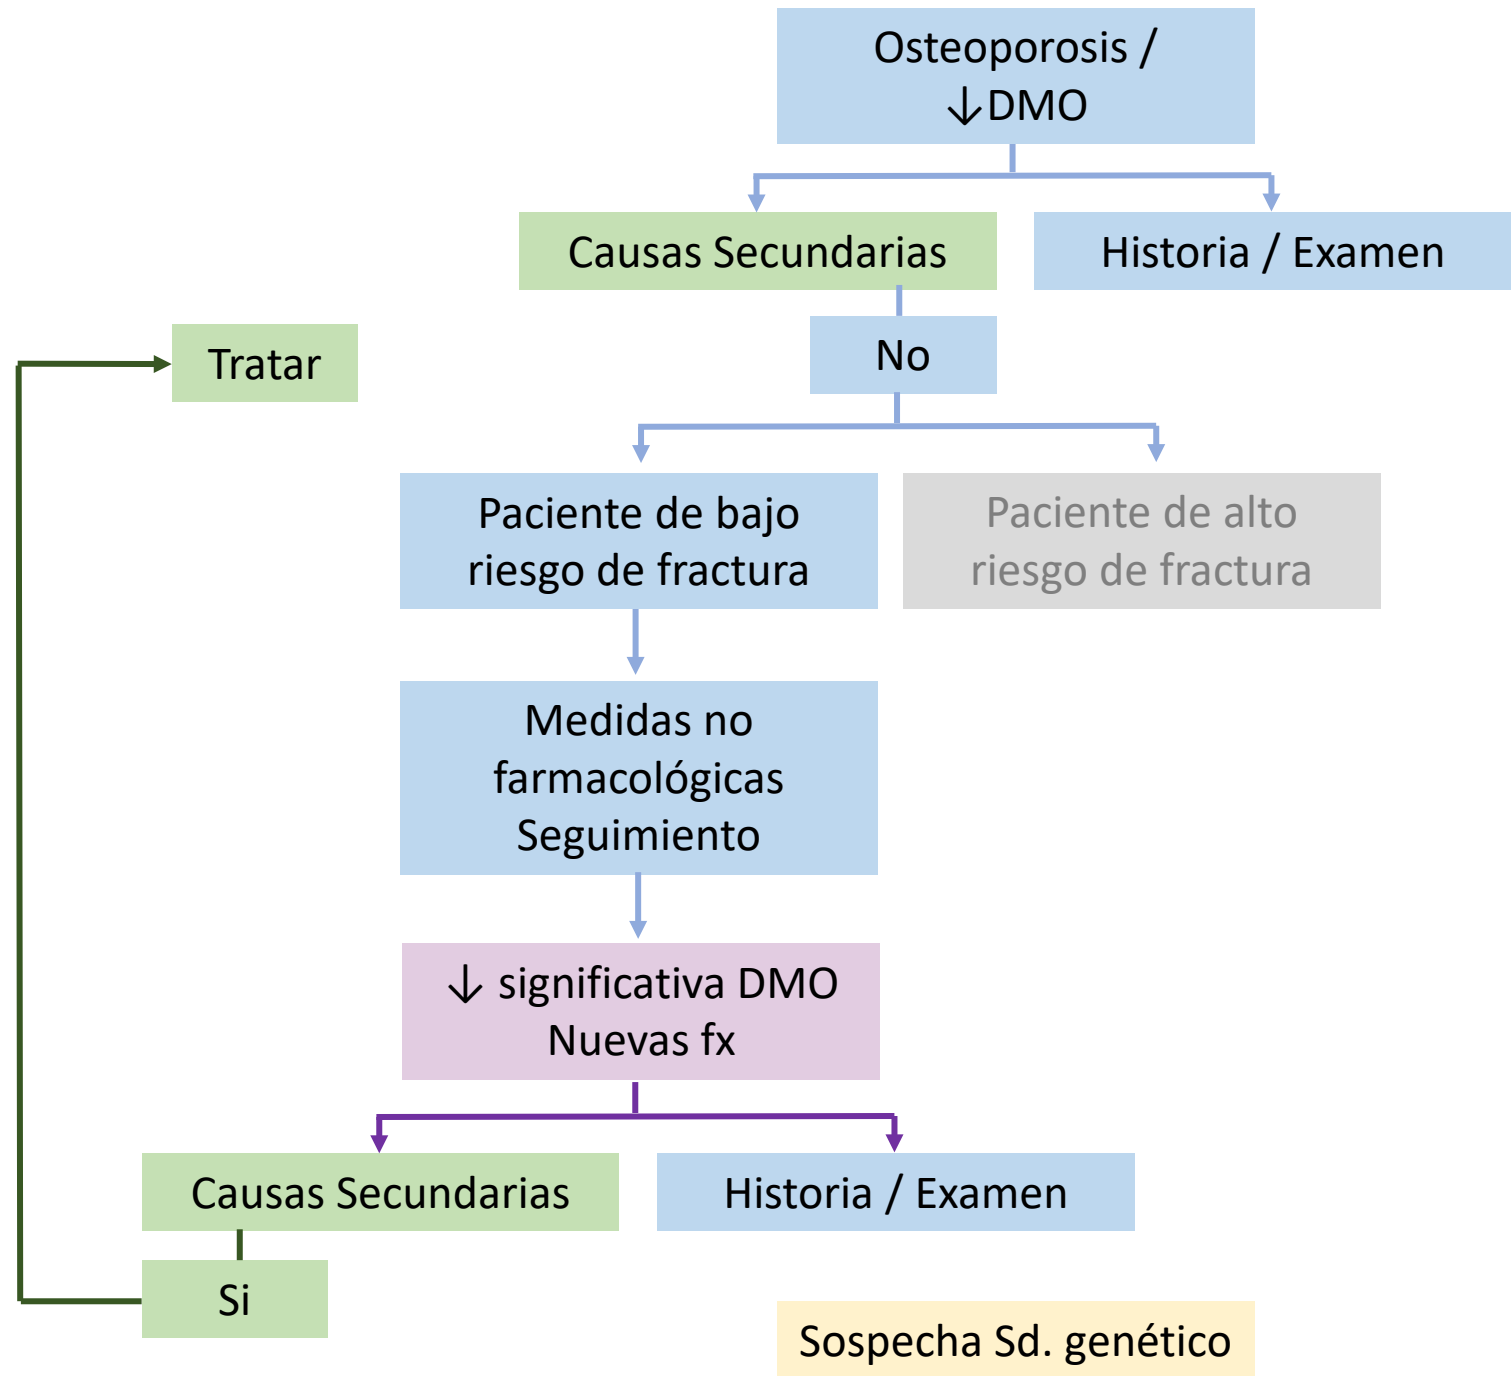 Osteoporosis /
↓DMO
Causas Secundarias
Historia / Examen
No
Tratar
Paciente de bajo
riesgo de fractura
Paciente de alto
riesgo de fractura
Medidas no
farmacológicas
Seguimiento
↓ significativa DMO
Nuevas fx
Causas Secundarias
Historia / Examen
Si
Sospecha Sd. genético